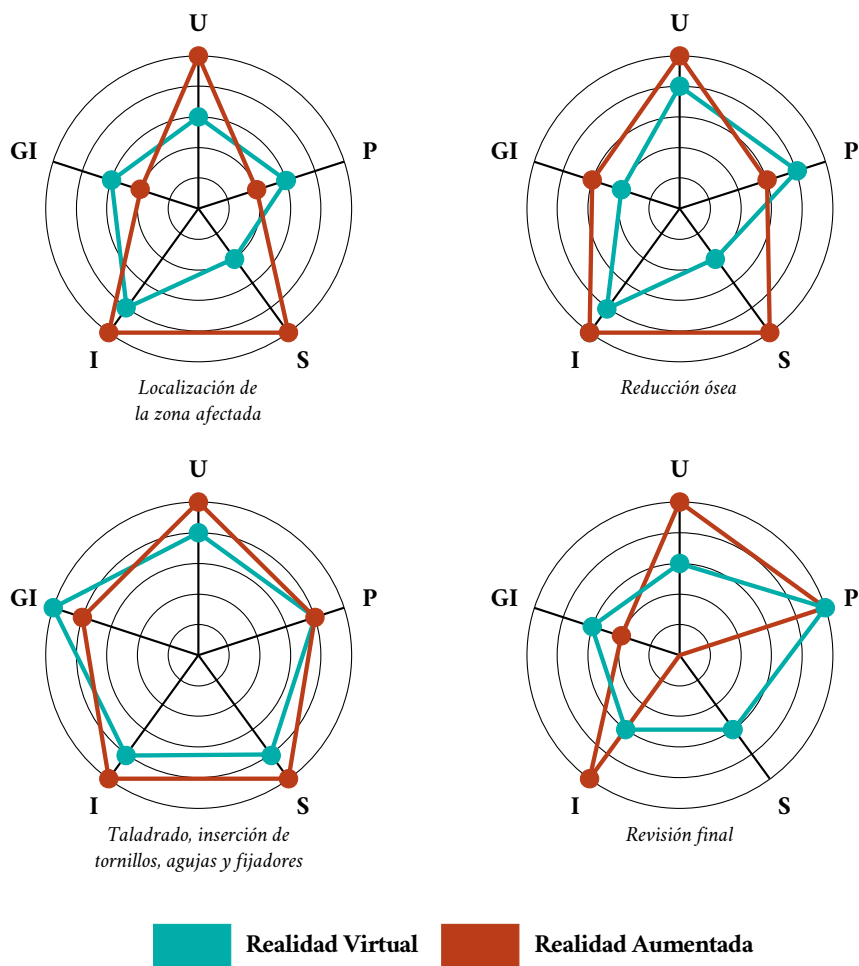 U
GI
P
I
S
Localización de
la zona afectada
U
GI
P
I
S
Reducción ósea
U
GI
P
I
S
Taladrado, inserción de
tornillos, agujas y fijadores
U
GI
P
I
S
Revisión final
Realidad Virtual
Realidad Aumentada